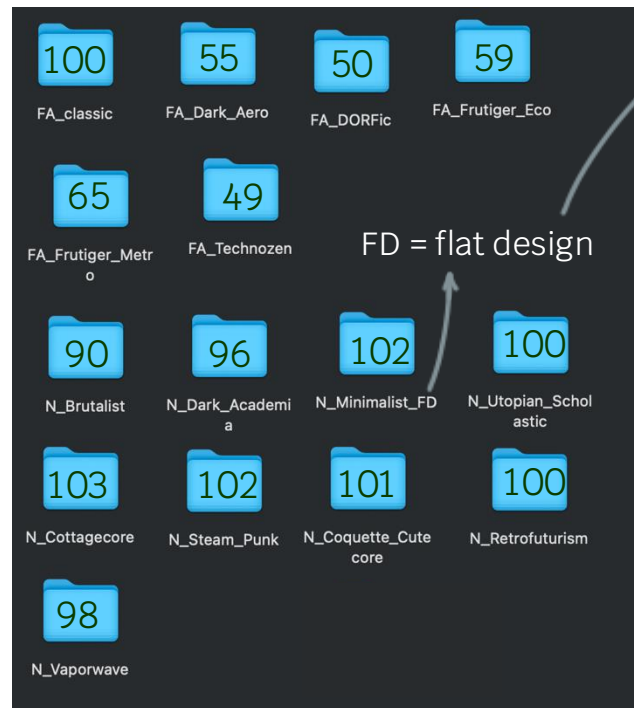 100 55 50 59
FA_classic FA_Dark_Aero FA_DORFic FA_Frutiger_Eco
65 49
FA_Frutiger_Metr
o
FA_Technozen
FD = flat design
90 96 102 100
N_Brutalist N_Dark_Academi
a
N_Minimalist_FD N_Utopian_Schol
astic
103 102 101 100
N_Cottagecore N_Steam_Punk N_Coquette_Cute
core
N_Retrofuturism
98
N_Vaporwave